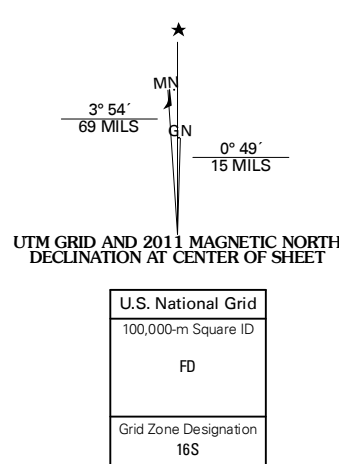 MN
3° 54´
69 MILS
GN
0° 49´
15 MILS
UTM GRID AND 2011 MAGNETIC NORTH
DECLINATION AT CENTER OF SHEET
U.S. National Grid
100,000-m Square ID
FD
Grid Zone Designation
16S